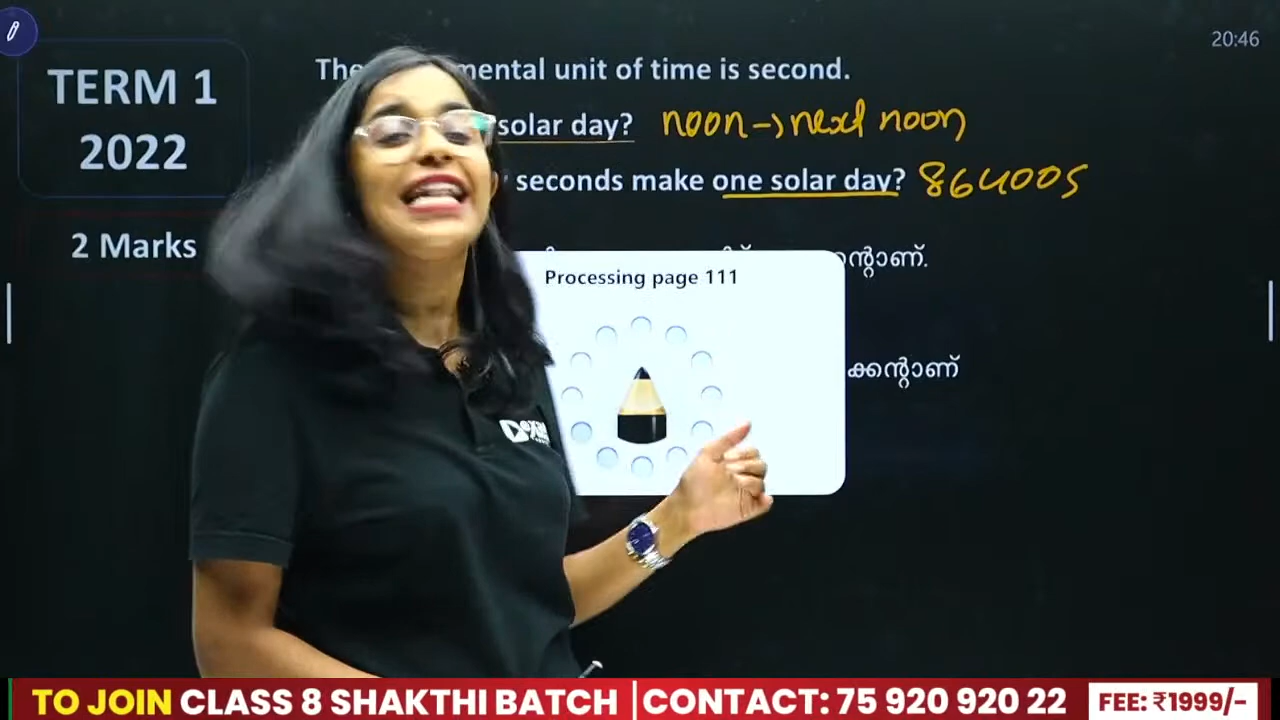 20:46
TERM 1
2022
2 Marks
mental unit of time is second.
solar day? noon → next noon
seconds make one solar day? 86400s
ന്റാണ്.
Processing page 111
ക്കന്റാണ്
TO JOIN CLASS 8 SHAKTHI BATCH | CONTACT: 75 920 920 22 FEE: ₹1999/-